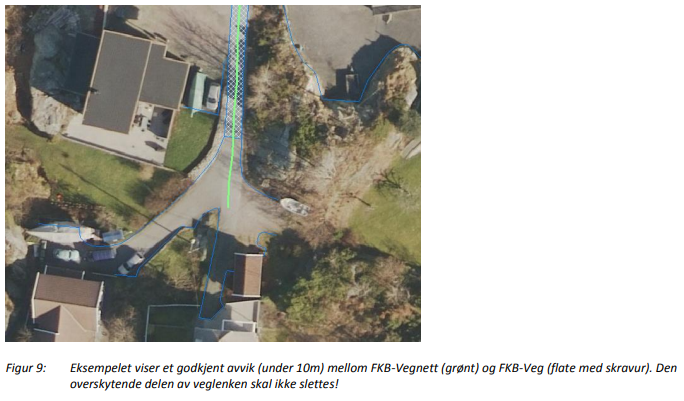 Figur 9: Eksempelet viser et godkjent avvik (under 10m) mellom FKB-Vegnett (grønt) og FKB-Veg (flate med skravur). Den
overskytende delen av veglenken skal ikke slettes!